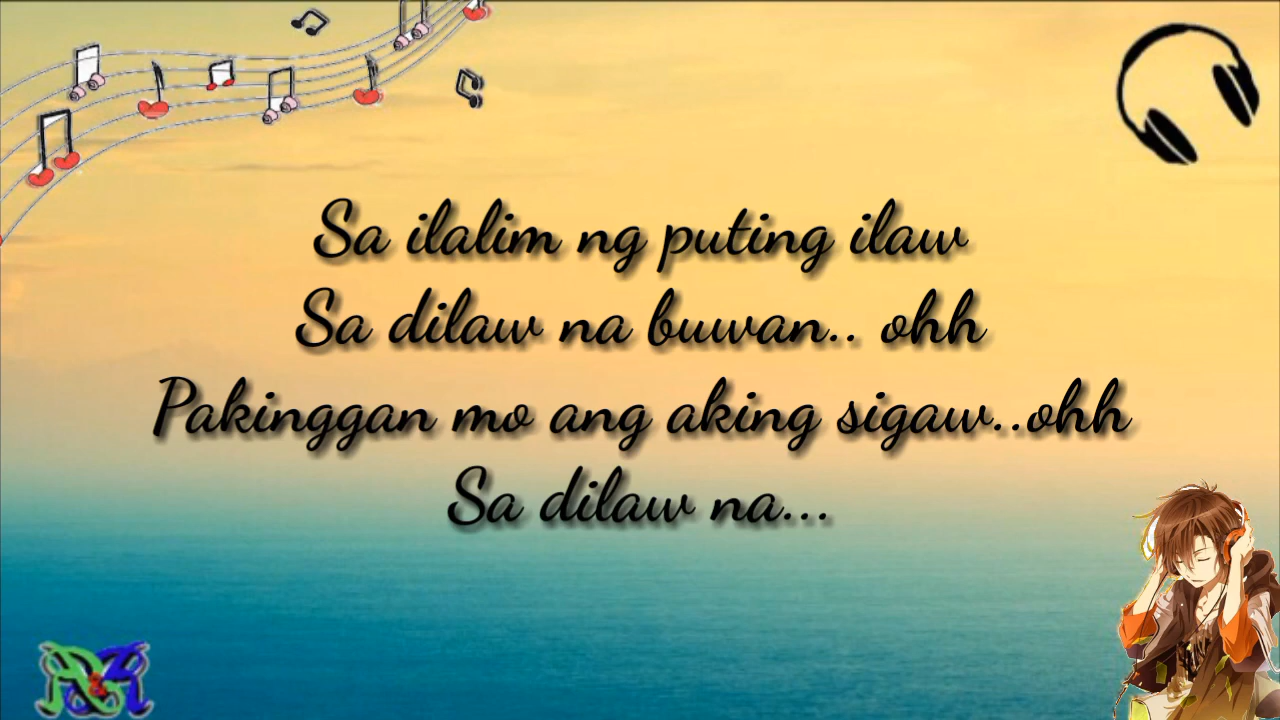 Sa ilalim ng puting ilaw
Sa dilaw na buwan.. ohh
Pakinggan mo ang aking sigaw..ohh
Sa dilaw na...